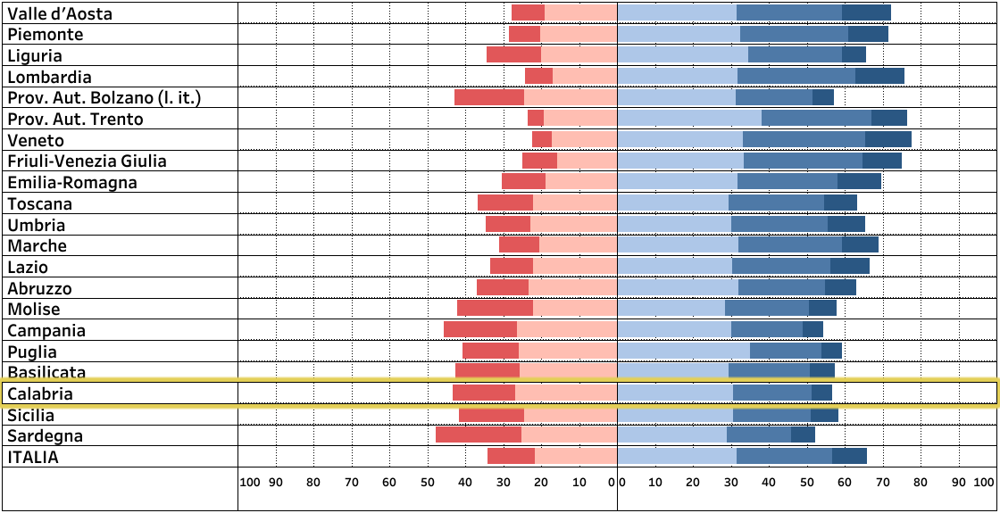 Valle d’Aosta
Piemonte
Liguria
Lombardia
Prov. Aut. Bolzano (l. it.)
Prov. Aut. Trento
Veneto
Friuli-Venezia Giulia
Emilia-Romagna
Toscana
Umbria
Marche
Lazio
Abruzzo
Molise
Campania
Puglia
Basilicata
Calabria
Sicilia
Sardegna
ITALIA
100 90 80 70 60 50 40 30 20 10 0 0 10 20 30 40 50 60 70 80 90 100